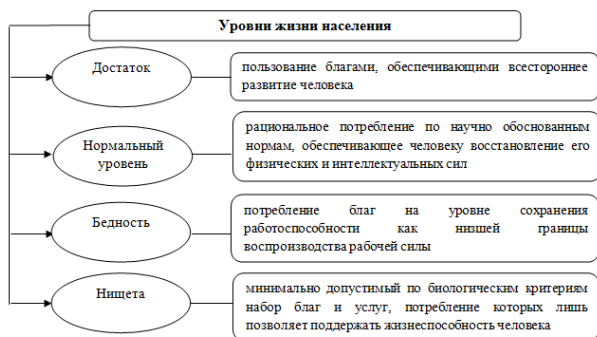 Уровни жизни населения
Достаток
пользование благами, обеспечивающими всестороннее
развитие человека
Нормальный
уровень
рациональное потребление по научно обоснованным
нормам, обеспечивающее человеку восстановление его
физических и интеллектуальных сил
Бедность
потребление благ на уровне сохранения
работоспособности как низшей границы
воспроизводства рабочей силы
Нищета
минимально допустимый по биологическим критериям
набор благ и услуг, потребление которых лишь
позволяет поддержать жизнеспособность человека